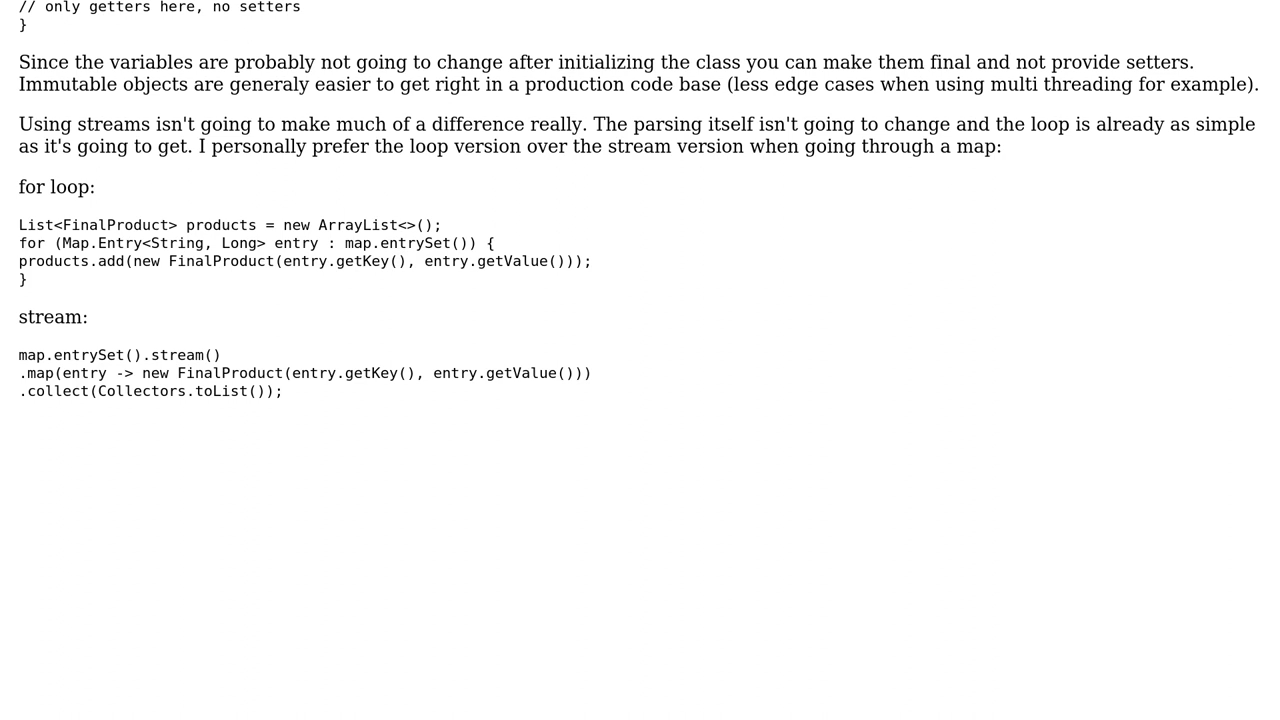 // only getters here, no setters
}
Since the variables are probably not going to change after initializing the class you can make them final and not provide setters.
Immutable objects are generaly easier to get right in a production code base (less edge cases when using multi threading for example).
Using streams isn't going to make much of a difference really. The parsing itself isn't going to change and the loop is already as simple
as it's going to get. I personally prefer the loop version over the stream version when going through a map:
for loop:
List<FinalProduct> products = new ArrayList<>();
for (Map.Entry<String, Long> entry : map.entrySet()) {
products.add(new FinalProduct(entry.getKey(), entry.getValue()));
}
stream:
map.entrySet().stream()
.map(entry -> new FinalProduct(entry.getKey(), entry.getValue()))
.collect(Collectors.toList());